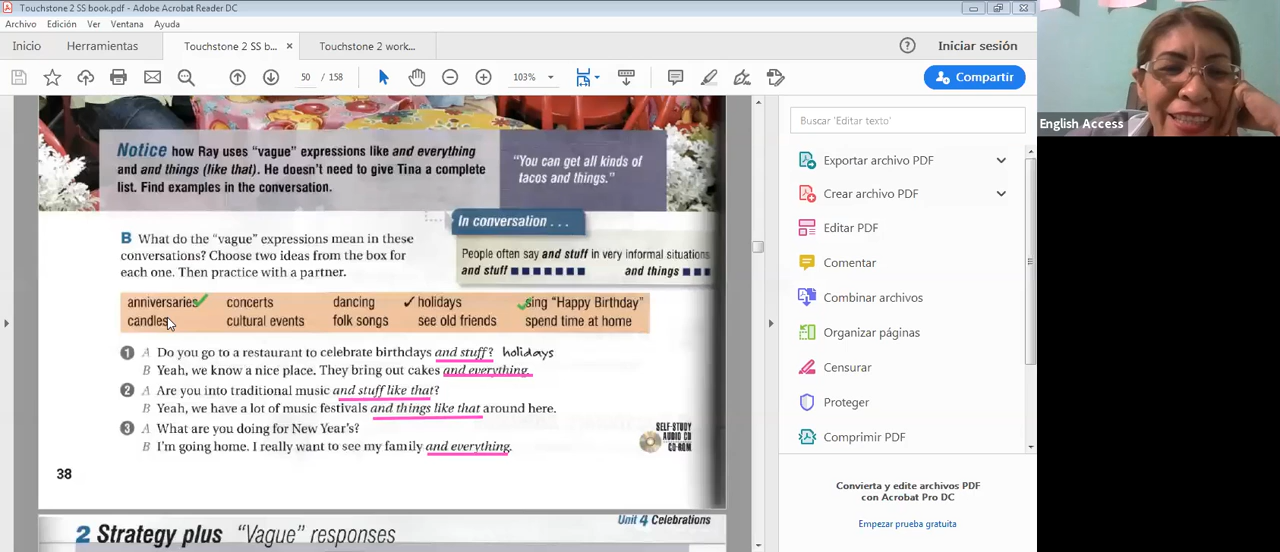 Touchstone 2 SS book.pdf - Adobe Acrobat Reader DC
Archivo Edición Ver Ventana Ayuda
Inicio Herramientas Touchstone 2 SS b... × Touchstone 2 work... Iniciar sesión
50 / 158 103% Compartir
English Access
Notice how Ray uses "vague" expressions like and everything
and and things (like that). He doesn't need to give Tina a complete
list. Find examples in the conversation.
"You can get all kinds of
tacos and things."
In conversation . . .
People often say and stuff in very informal situations
and stuff and things
B What do the "vague" expressions mean in these
conversations? Choose two ideas from the box for
each one. Then practice with a partner.
anniversaries concerts dancing holidays sing "Happy Birthday"
candles cultural events folk songs see old friends spend time at home
1 A Do you go to a restaurant to celebrate birthdays and stuff? holidays
B Yeah, we know a nice place. They bring out cakes and everything.
2 A Are you into traditional music and stuff like that?
B Yeah, we have a lot of music festivals and things like that around here.
3 A What are you doing for New Year's?
B I'm going home. I really want to see my family and everything.
SELF-STUDY
AUDIO CD
CD-ROM
38
Unit 4 Celebrations
2 Strategy plus "Vague" responses
Buscar 'Editar texto'
Exportar archivo PDF
Crear archivo PDF
Editar PDF
Comentar
Combinar archivos
Organizar páginas
Censurar
Proteger
Comprimir PDF
Convierta y edite archivos PDF
con Acrobat Pro DC
Empezar prueba gratuita